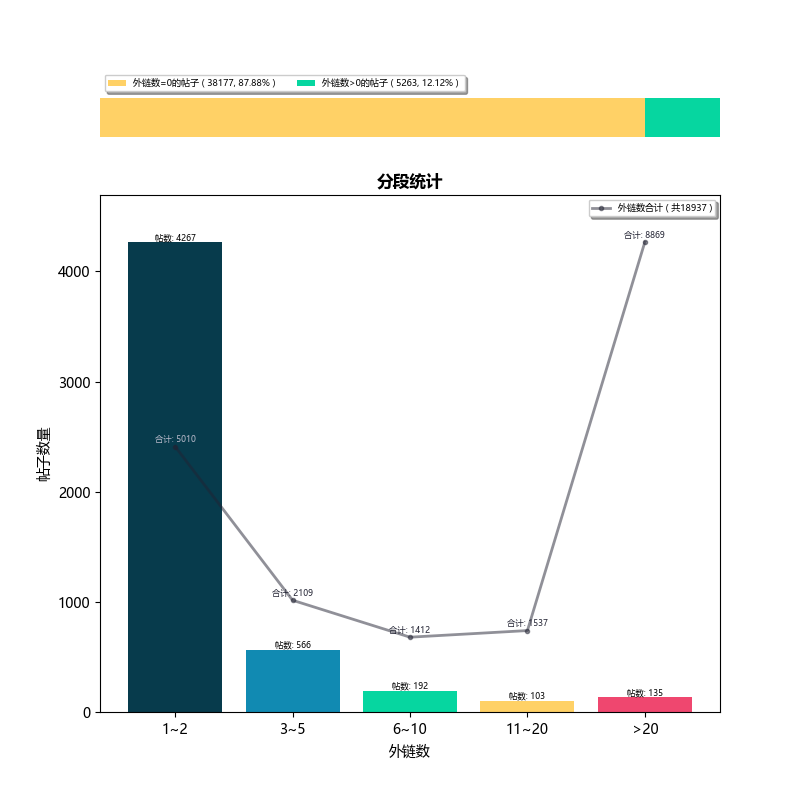 外链数=0的帖子 ( 38177, 87.88% ) 外链数>0的帖子 ( 5263, 12.12% )
分段统计
外链数合计 ( 共18937 )
合计: 8869
帖数: 4267
4000
3000
合计: 5010
帖子数量
2000
合计: 2109
1000
合计: 1412
合计: 1537
帖数: 566
帖数: 192
帖数: 103
帖数: 135
0
1~2 3~5 6~10 11~20 >20
外链数